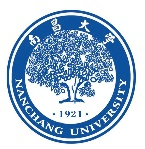 南昌大学
· 1921 ·
NANCHANG UNIVERSITY